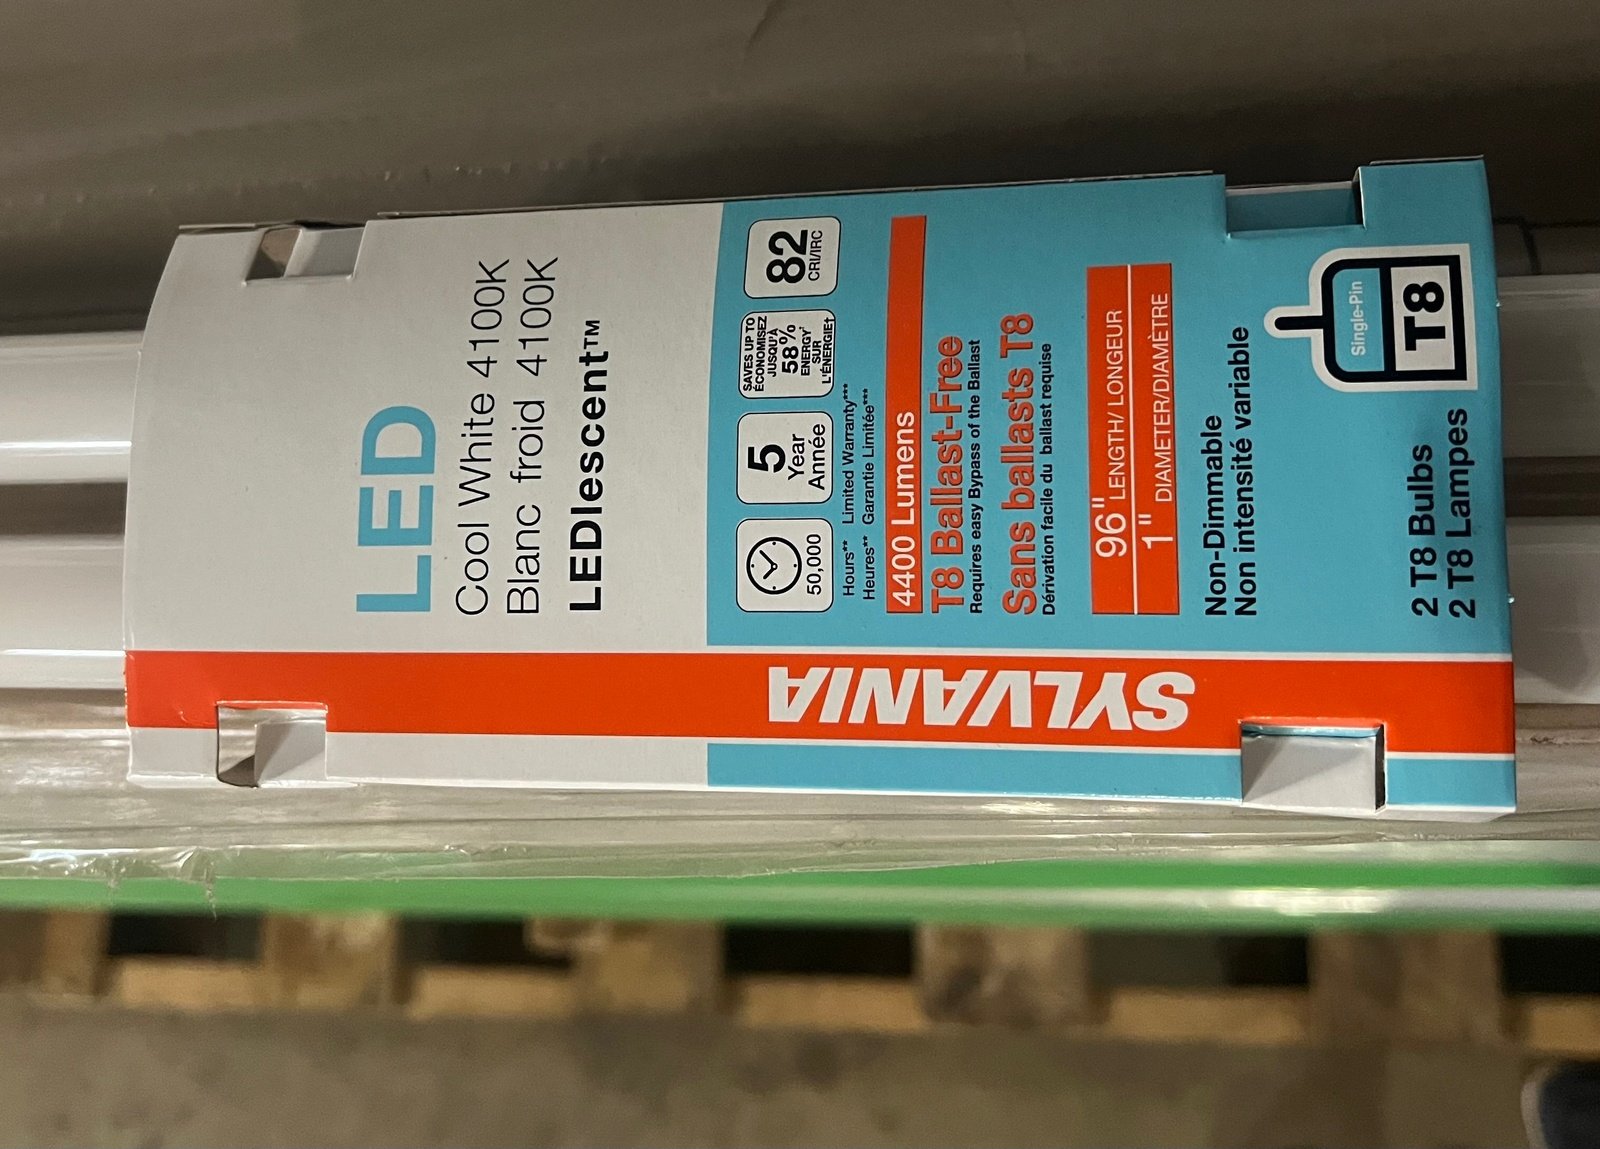 LED
Cool White 4100K
Blanc froid 4100K
LEDlescent™
50,000
Hours**
Heures**
5
Year
Année
Limited Warranty***
Garantie Limitée***
SAVES UP TO
ÉCONOMISEZ
JUSQU'À
58%
ENERGY†
SUR
L'ÉNERGIE†
82
CRI/IRC
4400 Lumens
T8 Ballast-Free
Requires easy Bypass of the Ballast
Sans ballasts T8
Dérivation facile du ballast requise
96" LENGTH/ LONGEUR
1" DIAMETER/DIAMÈTRE
Non-Dimmable
Non intensité variable
Single-Pin
T8
2 T8 Bulbs
2 T8 Lampes
SYLVANIA